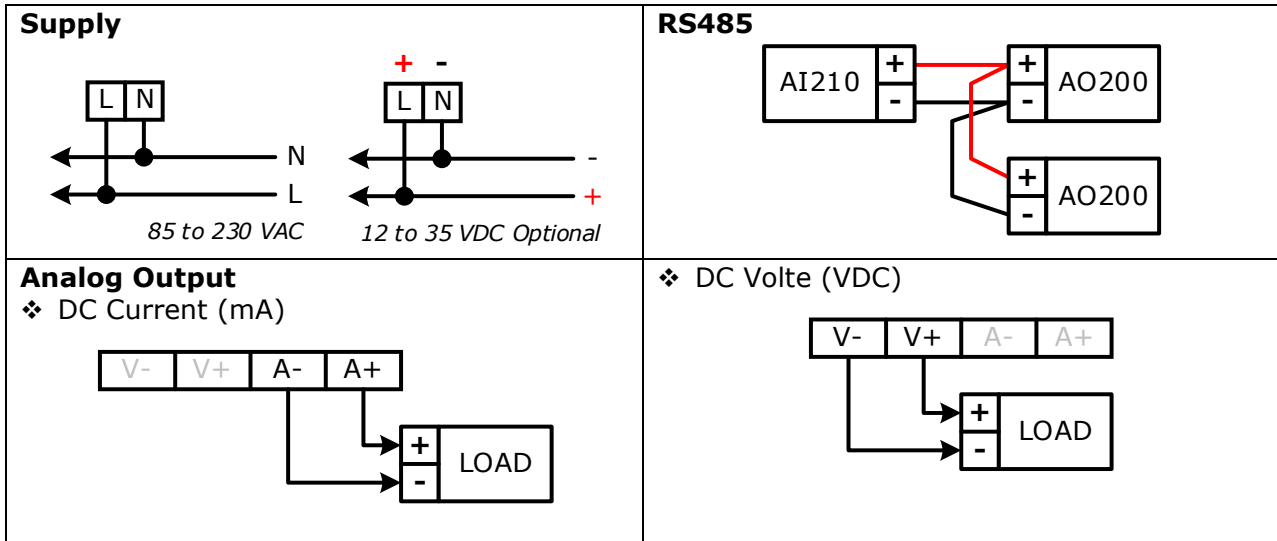 Supply
+ -
L N
L N
N
-
L
+
85 to 230 VAC
12 to 35 VDC Optional
RS485
AI210
+
-
+
-
AO200
+
-
AO200
Analog Output
❖ DC Current (mA)
V- V+ A- A+
+
-
LOAD
❖ DC Volte (VDC)
V- V+ A- A+
+
-
LOAD